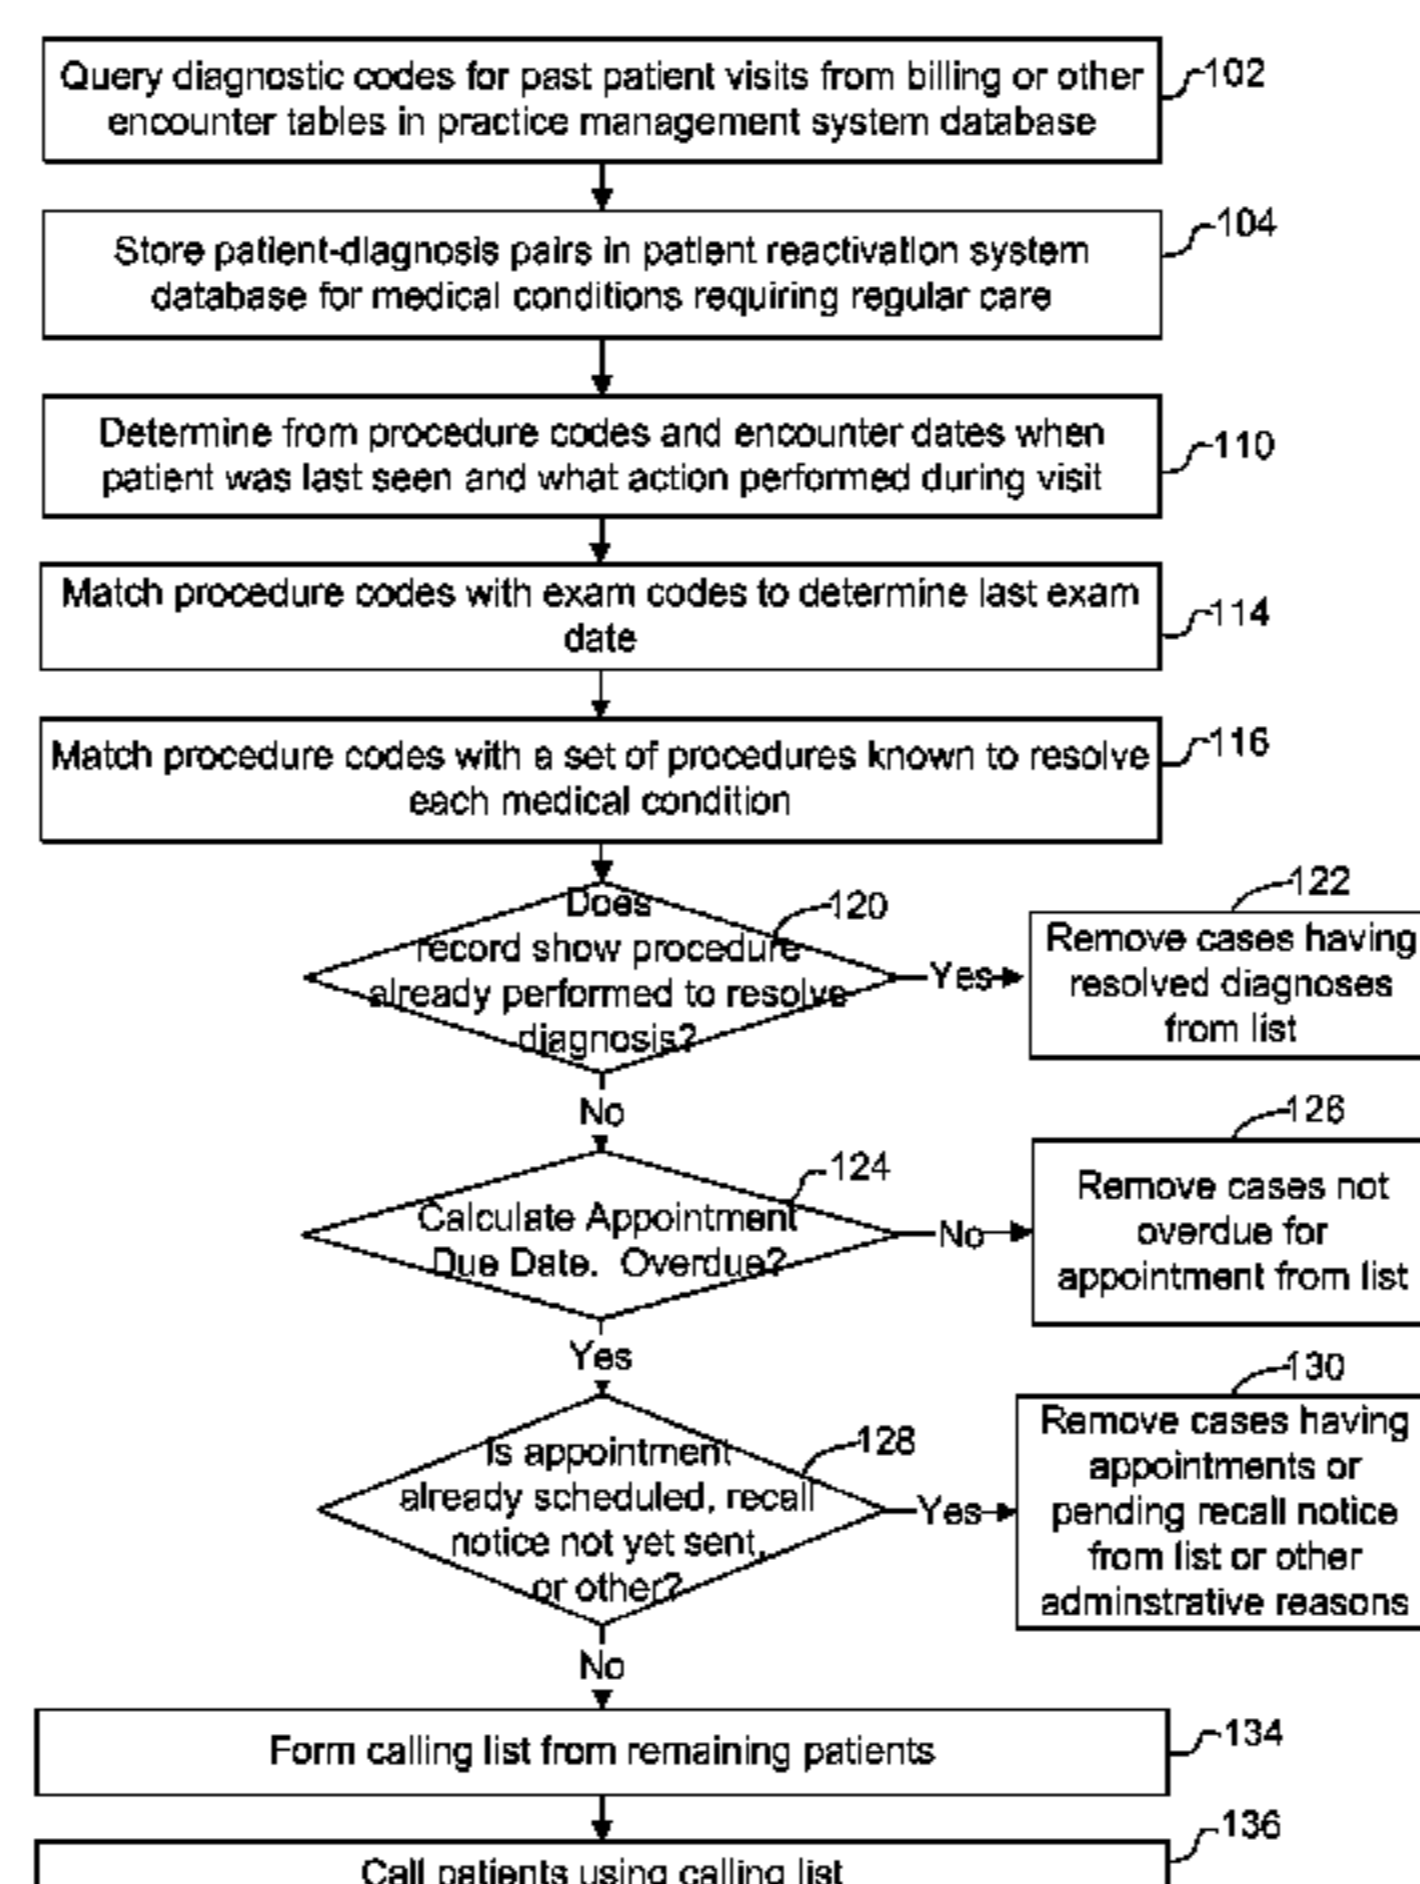 Query diagnostic codes for past patient visits from billing or other
encounter tables in practice management system database
102
Store patient-diagnosis pairs in patient reactivation system
database for medical conditions requiring regular care
104
Determine from procedure codes and encounter dates when
patient was last seen and what action performed during visit
110
Match procedure codes with exam codes to determine last exam
date
114
Match procedure codes with a set of procedures known to resolve
each medical condition
116
Does
record show procedure
already performed to resolve
diagnosis?
120
Yes
122
Remove cases having
resolved diagnoses
from list
No
Calculate Appointment
Due Date. Overdue?
124
No
126
Remove cases not
overdue for
appointment from list
Yes
Is appointment
already scheduled, recall
notice not yet sent,
or other?
128
Yes
130
Remove cases having
appointments or
pending recall notice
from list or other
adminstrative reasons
No
Form calling list from remaining patients
134
Call patients using calling list
136